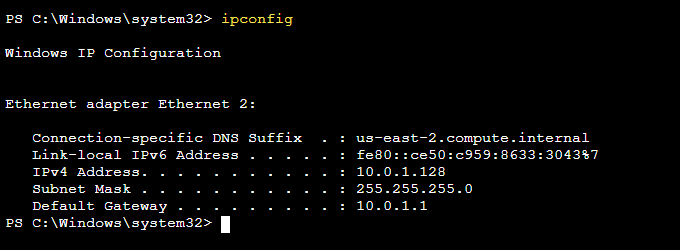 PS C:\Windows\system32> ipconfig
Windows IP Configuration
Ethernet adapter Ethernet 2:
Connection-specific DNS Suffix  . : us-east-2.compute.internal
Link-local IPv6 Address . . . . . : fe80::ce50:c959:8633:3043%7
IPv4 Address. . . . . . . . . . . : 10.0.1.128
Subnet Mask . . . . . . . . . . . : 255.255.255.0
Default Gateway . . . . . . . . . : 10.0.1.1
PS C:\Windows\system32>